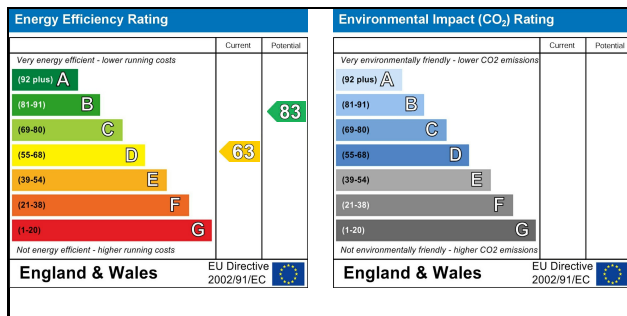 Energy Efficiency Rating
Current Potential
Very energy efficient - lower running costs
(92 plus) A
(81-91) B
83
(69-80) C
(55-68) D
63
(39-54) E
(21-38) F
(1-20) G
Not energy efficient - higher running costs
England & Wales
EU Directive
2002/91/EC
Environmental Impact (CO₂) Rating
Current Potential
Very environmentally friendly - lower CO2 emissions
(92 plus) A
(81-91) B
(69-80) C
(55-68) D
(39-54) E
(21-38) F
(1-20) G
Not environmentally friendly - higher CO2 emissions
England & Wales
EU Directive
2002/91/EC